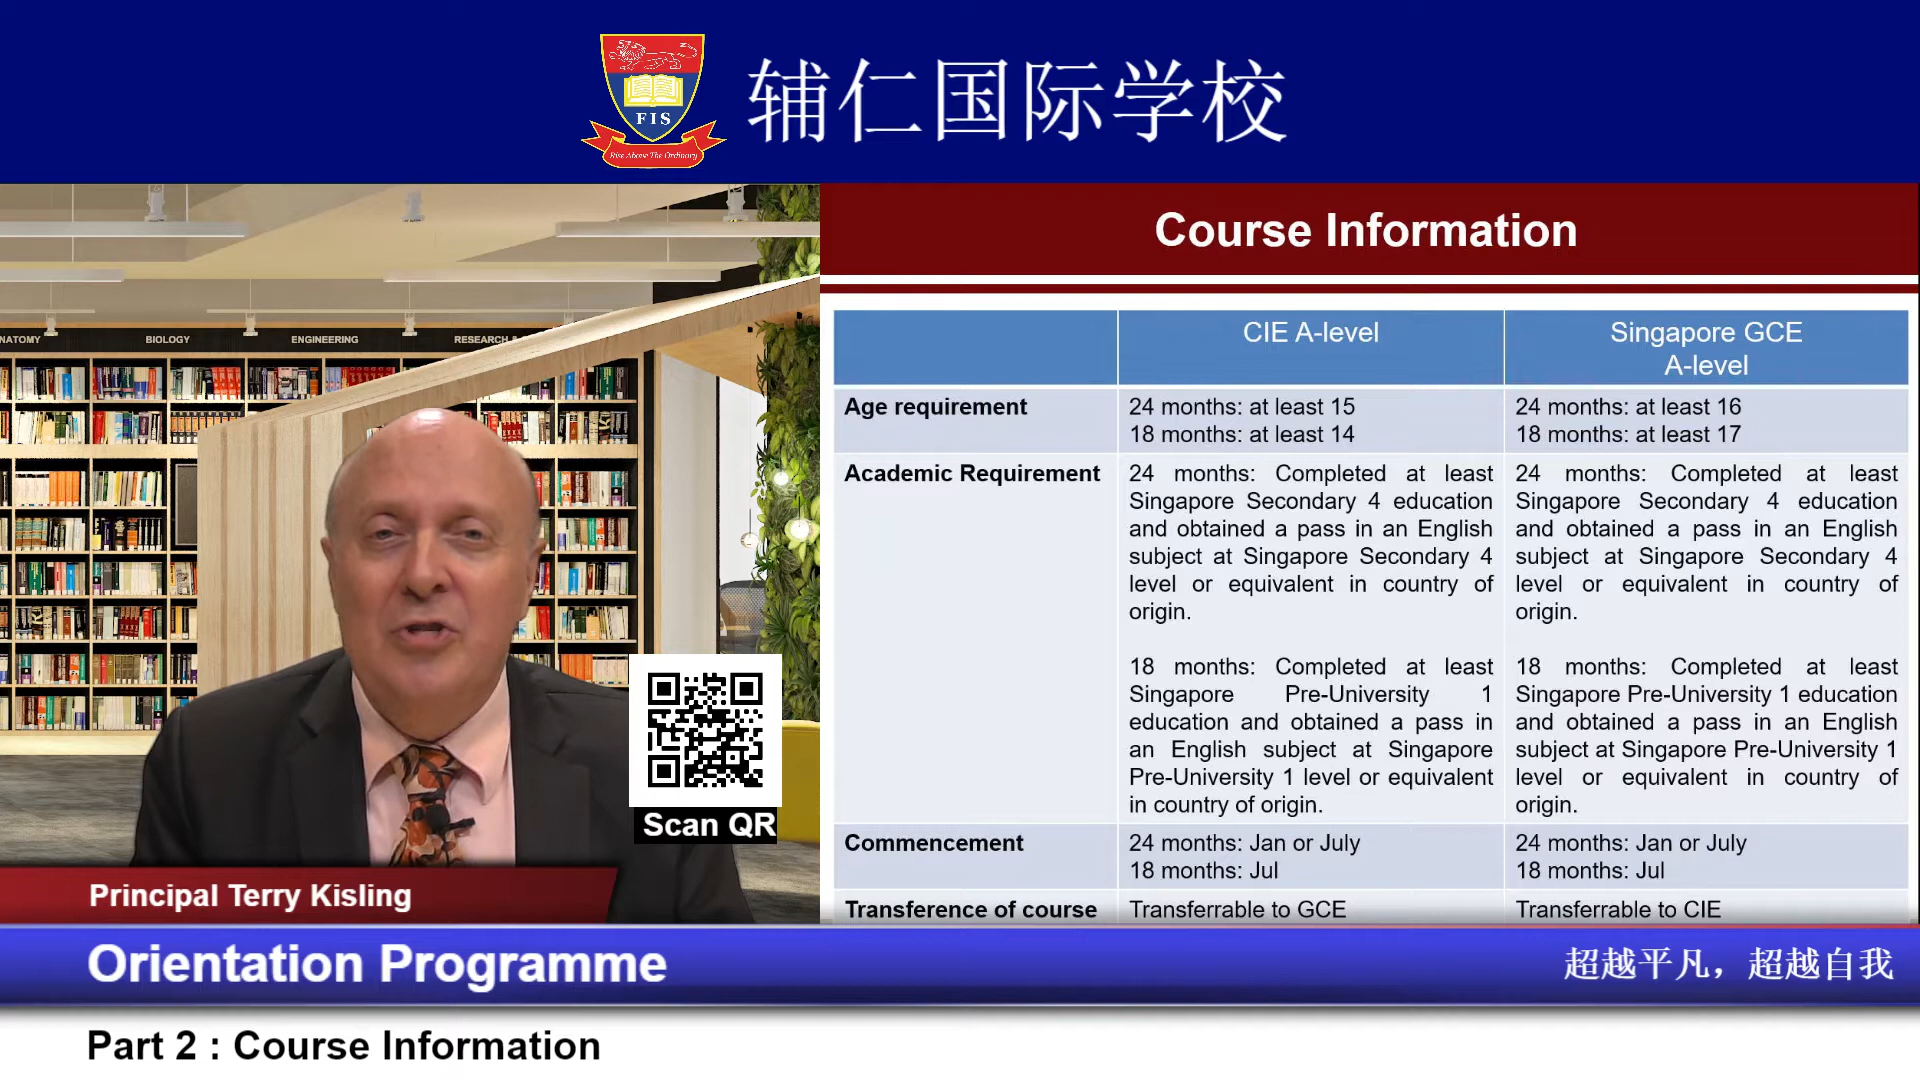 FIS
Rise Above The Ordinary
辅仁国际学校
Course Information
CIE A-level
Singapore GCE
A-level
Age requirement
24 months: at least 15
18 months: at least 14
24 months: at least 16
18 months: at least 17
Academic Requirement
24 months: Completed at least
Singapore Secondary 4 education
and obtained a pass in an English
subject at Singapore Secondary 4
level or equivalent in country of
origin.
18 months: Completed at least
Singapore Pre-University 1
education and obtained a pass in
an English subject at Singapore
Pre-University 1 level or equivalent
in country of origin.
24 months: Completed at least
Singapore Secondary 4 education
and obtained a pass in an English
subject at Singapore Secondary 4
level or equivalent in country of
origin.
18 months: Completed at least
Singapore Pre-University 1 education
and obtained a pass in an English
subject at Singapore Pre-University 1
level or equivalent in country of
origin.
Commencement
24 months: Jan or July
18 months: Jul
24 months: Jan or July
18 months: Jul
Transference of course
Transferrable to GCE
Transferrable to CIE
NATOMY
BIOLOGY
ENGINEERING
RESEARCH &
Scan QR
Principal Terry Kisling
Orientation Programme
超越平凡，超越自我
Part 2 : Course Information